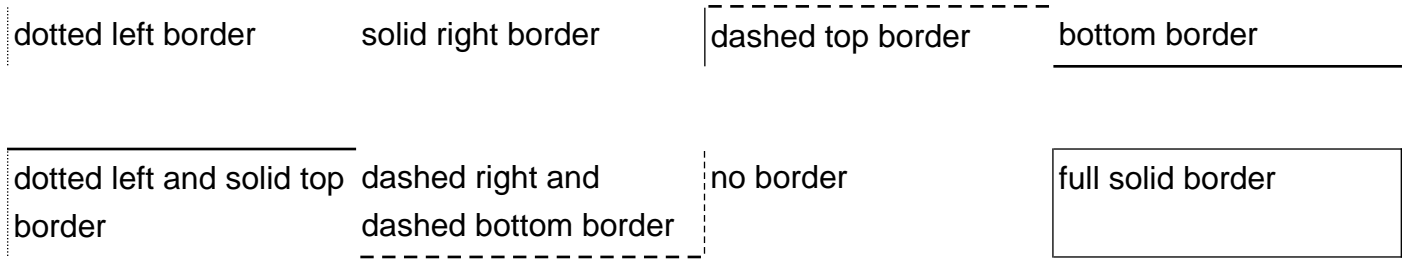 dotted left border
solid right border
dashed top border
bottom border
dotted left and solid top
border
dashed right and
dashed bottom border
no border
full solid border